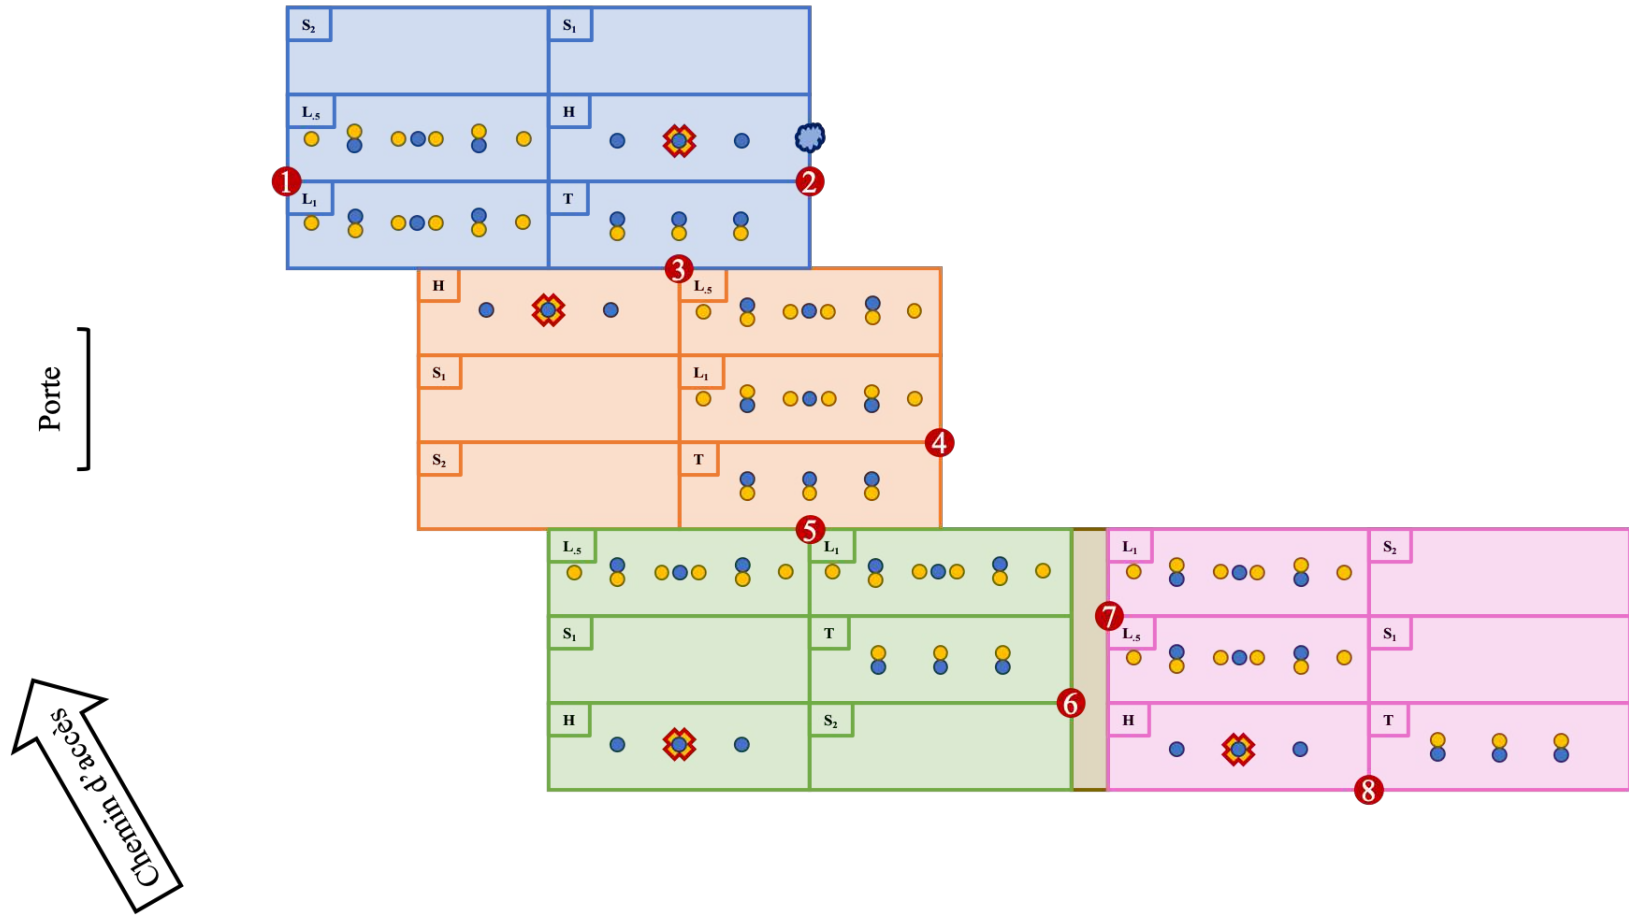 S₂ S₁
L.₅ H
1 2
L₁ T
3
H L.₅
Porte
S₁ L₁
4
S₂ T
5
L.₅ L₁ L₁ S₂
7
S₁ T L.₅ S₁
6
H S₂ H T
8
Chemin d'accès